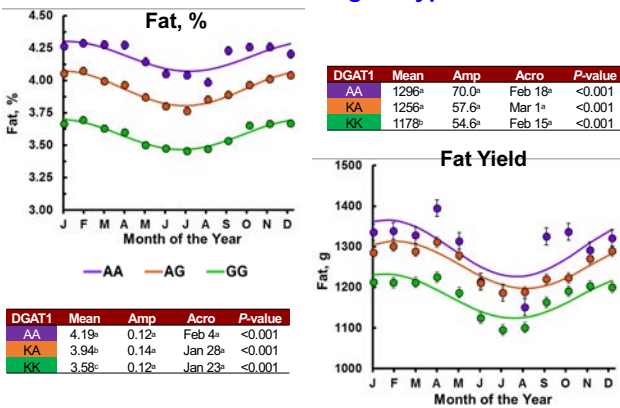 Fat, %
4.50
4.25
4.00
3.75
3.50
3.25
3.00
Fat, %
J F M A M J J A S O N D
Month of the Year
AA AG GG
DGAT1 Mean Amp Acro P-value
AA 4.19a 0.12a Feb 4a <0.001
KA 3.94b 0.14a Jan 28a <0.001
KK 3.58c 0.12a Jan 23a <0.001
DGAT1 Mean Amp Acro P-value
AA 1296a 70.0a Feb 18a <0.001
KA 1256a 57.6a Mar 1a <0.001
KK 1178b 54.6a Feb 15a <0.001
Fat Yield
1500
1400
1300
1200
1100
1000
Fat, g
J F M A M J J A S O N D
Month of the Year